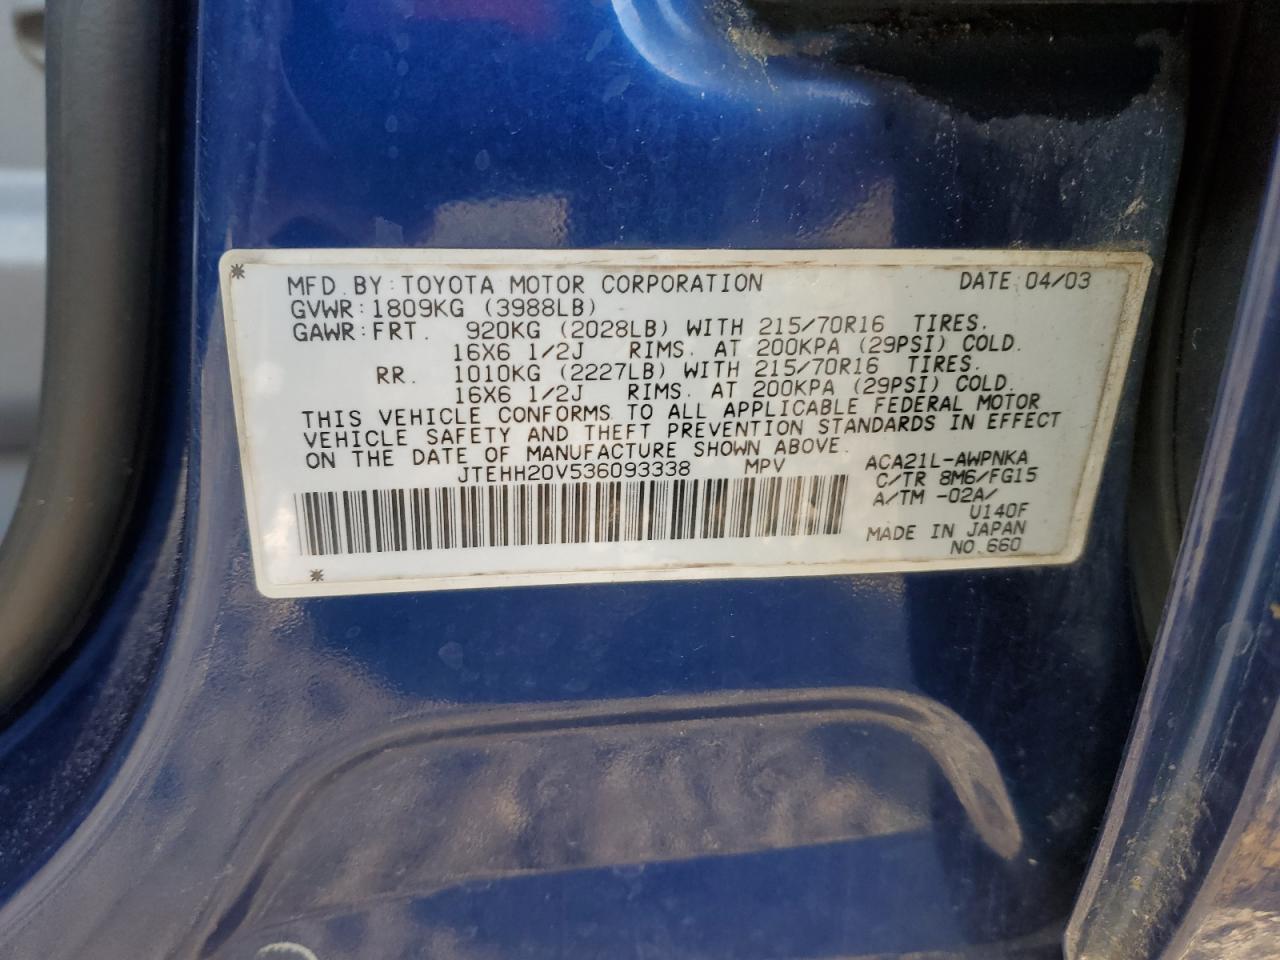 MFD. BY: TOYOTA MOTOR CORPORATION DATE: 04/03
GVWR: 1809KG (3988LB)
GAWR: FRT. 920KG (2028LB) WITH 215/70R16 TIRES.
16X6 1/2J RIMS. AT 200KPA (29PSI) COLD.
RR. 1010KG (2227LB) WITH 215/70R16 TIRES.
16X6 1/2J RIMS. AT 200KPA (29PSI) COLD.
THIS VEHICLE CONFORMS TO ALL APPLICABLE FEDERAL MOTOR
VEHICLE SAFETY AND THEFT PREVENTION STANDARDS IN EFFECT
ON THE DATE OF MANUFACTURE SHOWN ABOVE.
JTEHH20V536093338 MPV ACA21L-AWPNKA
C/TR 8M6/FG15
A/TM -02A/
U140F
MADE IN JAPAN
NO.660